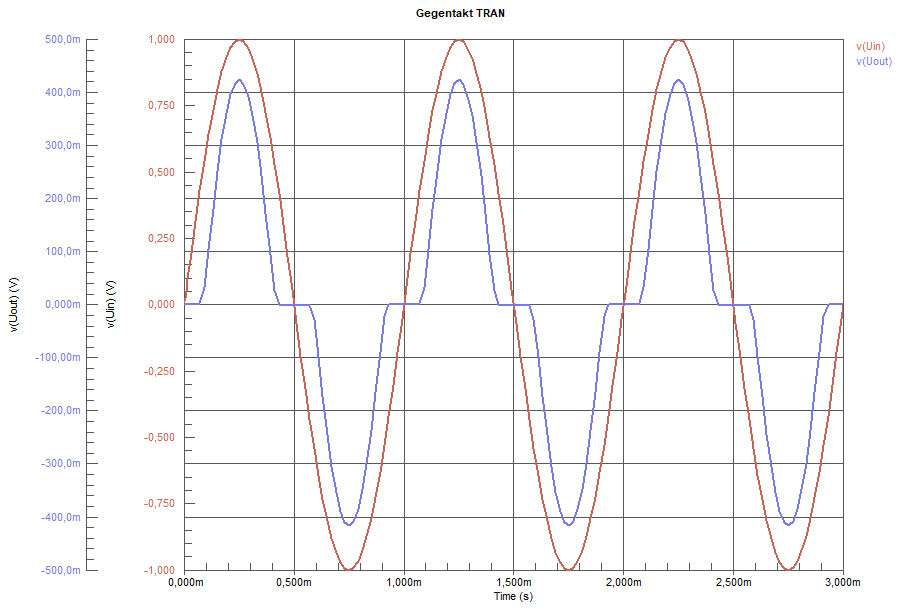 Gegentakt TRAN
v(Uin)
v(Uout)
500,0m
400,0m
300,0m
200,0m
100,0m
0,000m
-100,00m
-200,0m
-300,0m
-400,0m
-500,0m
v(Uout) (V)
1,000
0,750
0,500
0,250
0,000
-0,250
-0,500
-0,750
-1,000
v(Uin) (V)
0,000m 0,500m 1,000m 1,500m 2,000m 2,500m 3,000m
Time (s)